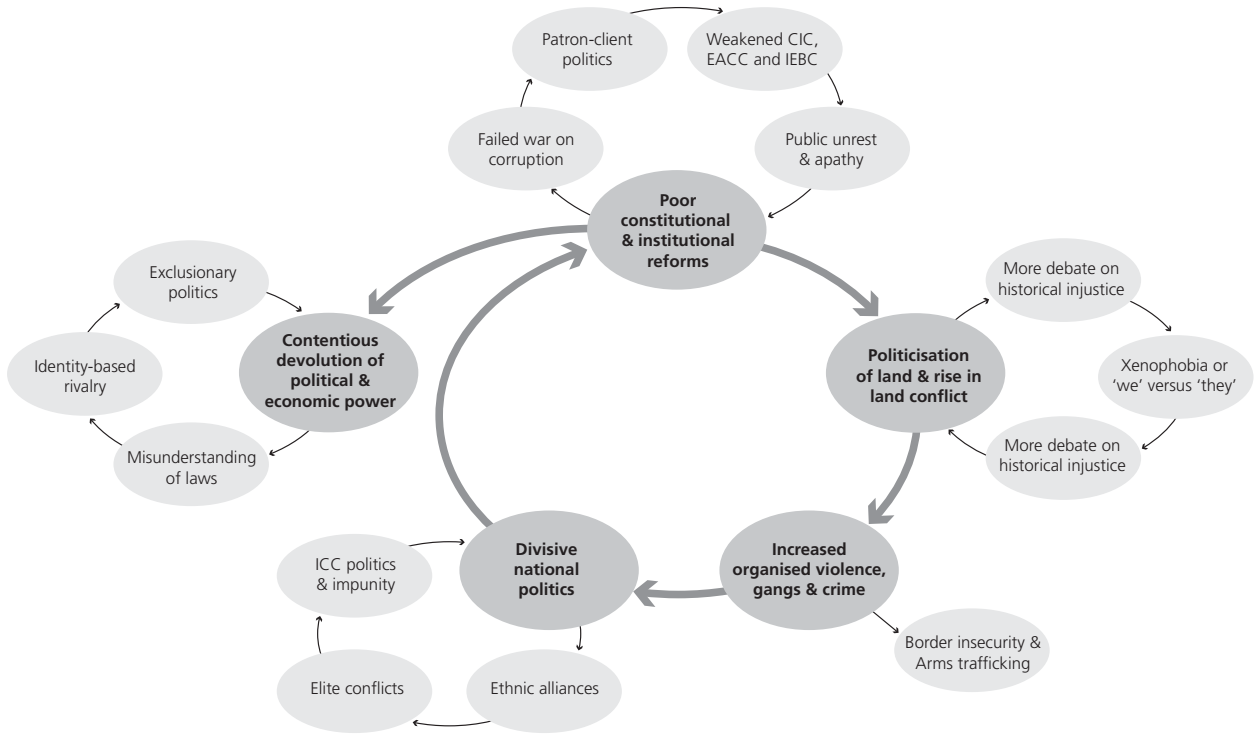 Patron-client
politics
Weakened CIC,
EACC and IEBC
Failed war on
corruption
Public unrest
& apathy
Poor
constitutional
& institutional
reforms
Exclusionary
politics
Identity-based
rivalry
Misunderstanding
of laws
Contentious
devolution of
political &
economic power
Politicisation
of land & rise in
land conflict
More debate on
historical injustice
Xenophobia or
‘we’ versus ‘they’
More debate on
historical injustice
ICC politics
& impunity
Divisive
national
politics
Increased
organised violence,
gangs & crime
Border insecurity &
Arms trafficking
Elite conflicts
Ethnic alliances